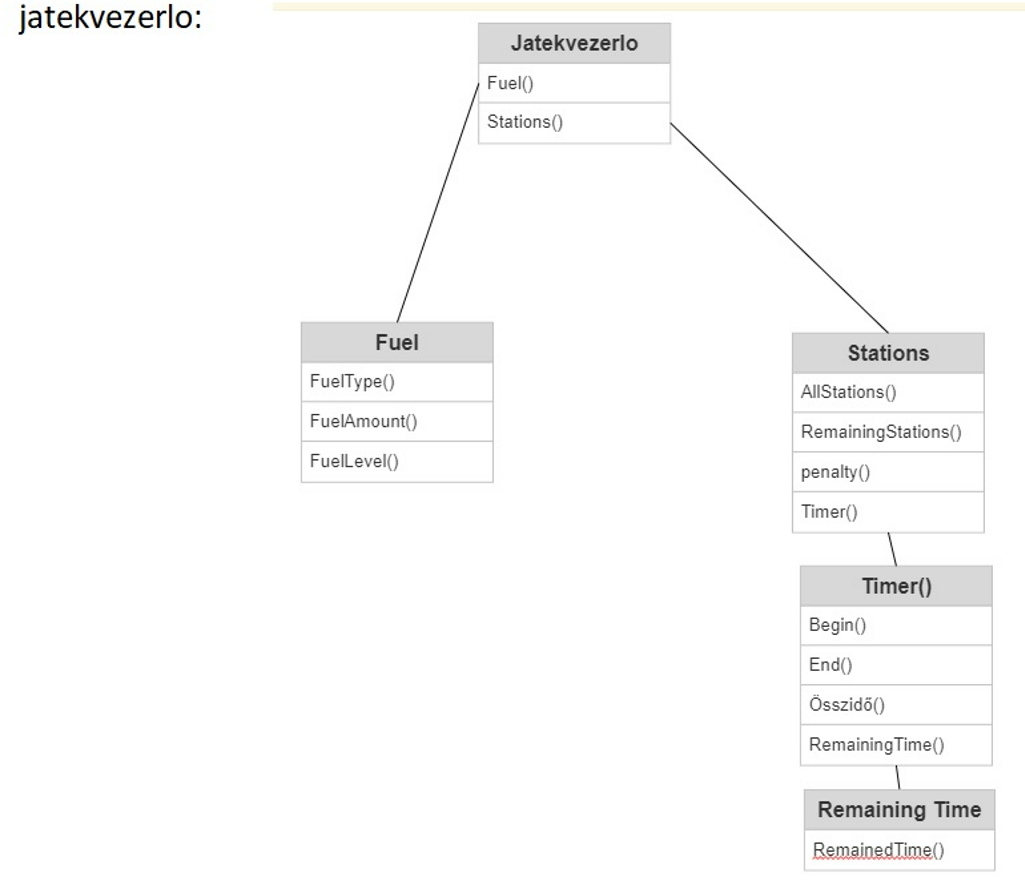 jatekvezerlo:
Jatekvezerlo
Fuel()
Stations()
Fuel
FuelType()
FuelAmount()
FuelLevel()
Stations
AllStations()
RemainingStations()
penalty()
Timer()
Timer()
Begin()
End()
Összidő()
RemainingTime()
Remaining Time
RemainedTime()